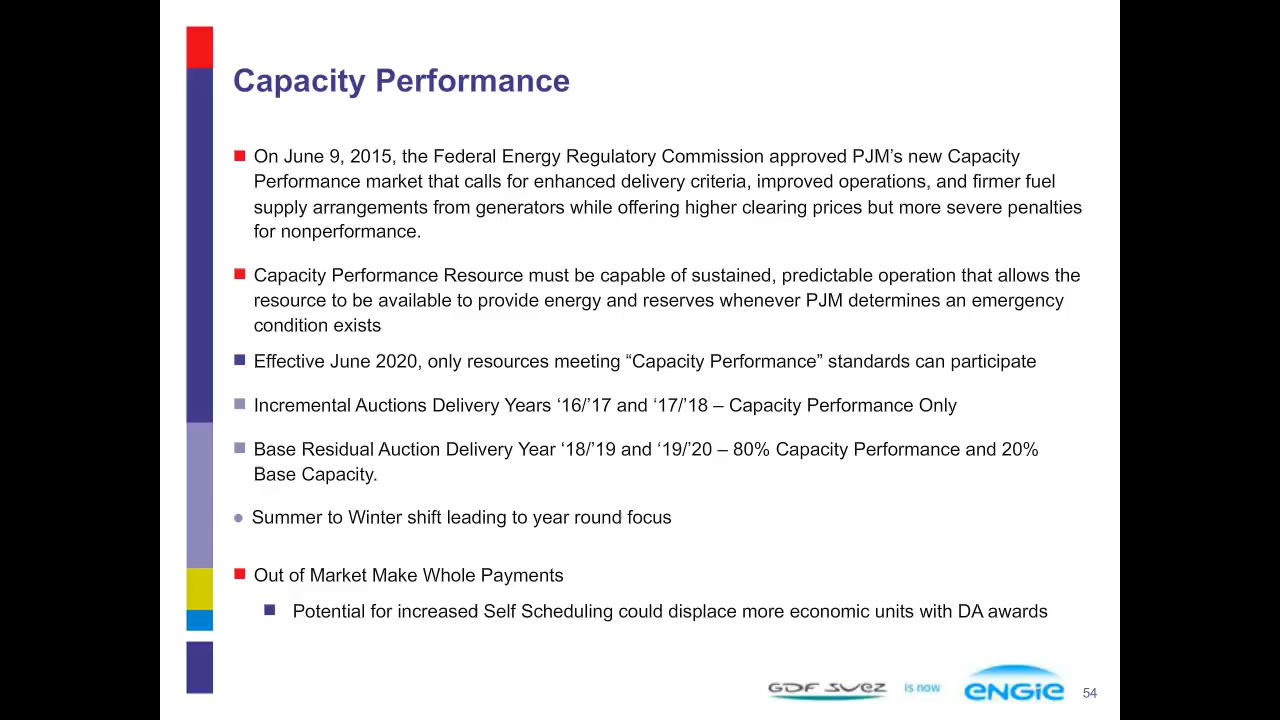 Capacity Performance
On June 9, 2015, the Federal Energy Regulatory Commission approved PJM’s new Capacity
Performance market that calls for enhanced delivery criteria, improved operations, and firmer fuel
supply arrangements from generators while offering higher clearing prices but more severe penalties
for nonperformance.
Capacity Performance Resource must be capable of sustained, predictable operation that allows the
resource to be available to provide energy and reserves whenever PJM determines an emergency
condition exists
Effective June 2020, only resources meeting “Capacity Performance” standards can participate
Incremental Auctions Delivery Years ‘16/’17 and ‘17/’18 – Capacity Performance Only
Base Residual Auction Delivery Year ‘18/’19 and ‘19/’20 – 80% Capacity Performance and 20%
Base Capacity.
Summer to Winter shift leading to year round focus
Out of Market Make Whole Payments
Potential for increased Self Scheduling could displace more economic units with DA awards
GDF SUEZ is now ENGIE 54